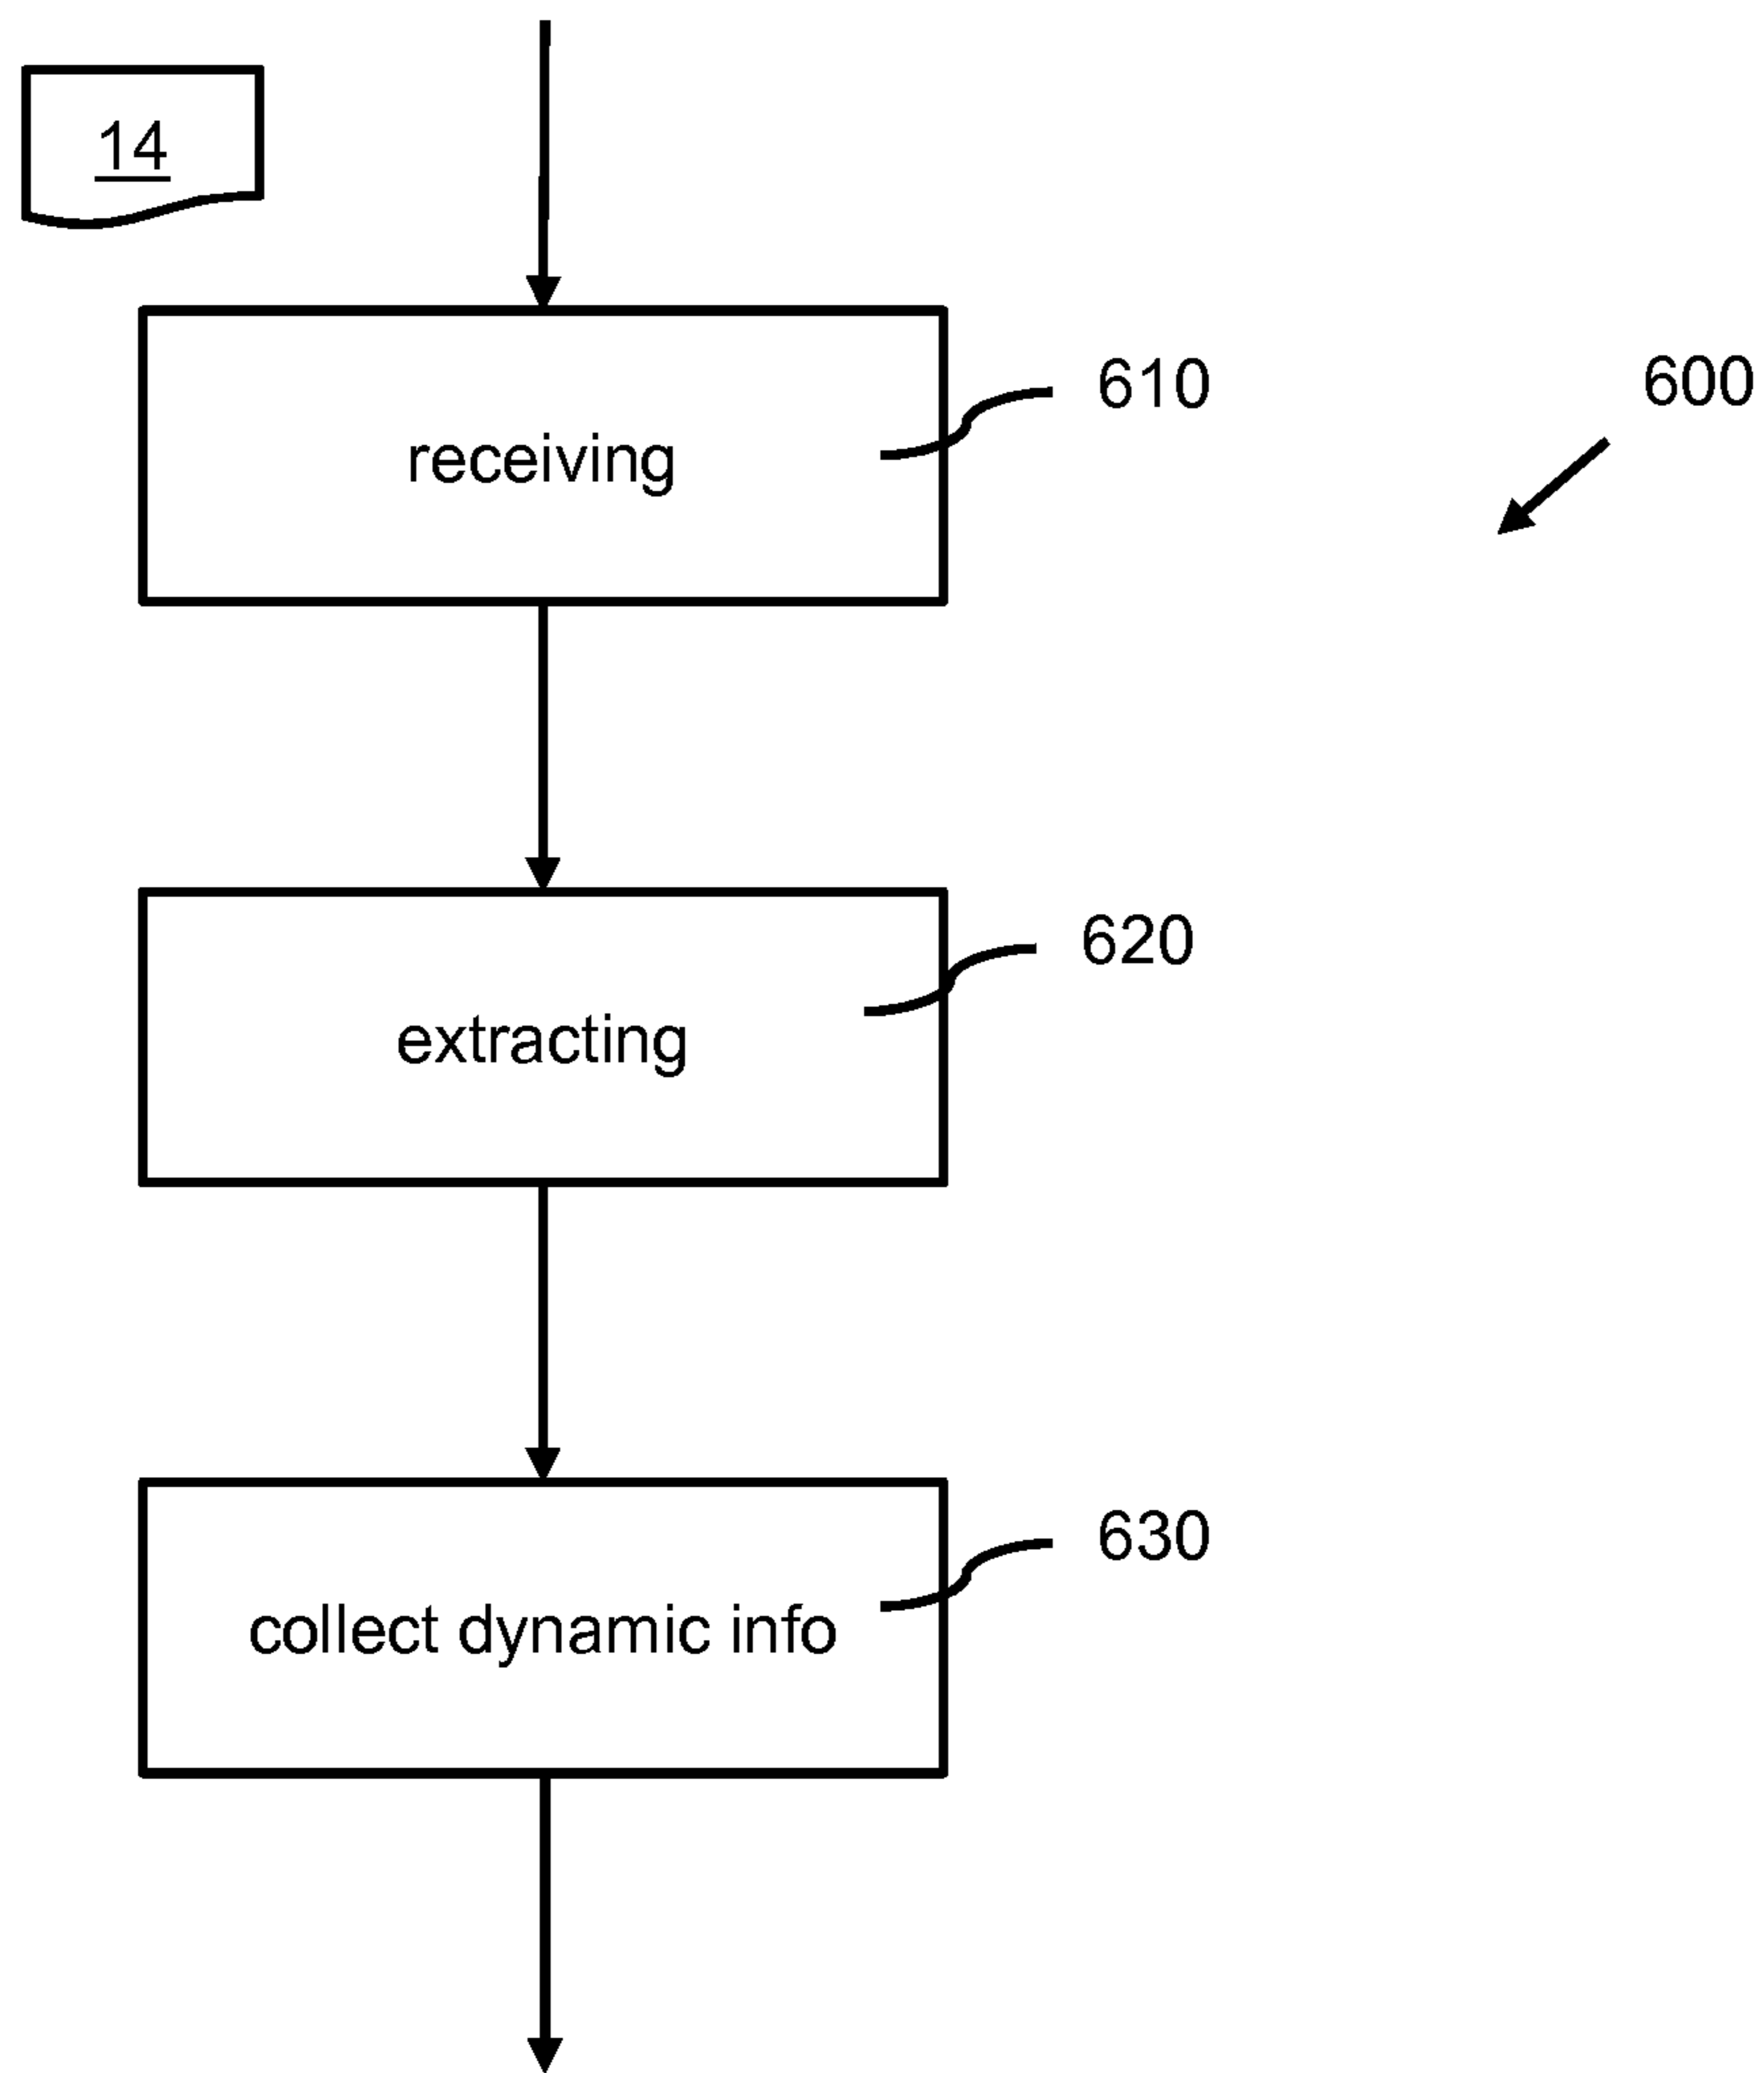 14
610
600
receiving
620
extracting
630
collect dynamic info